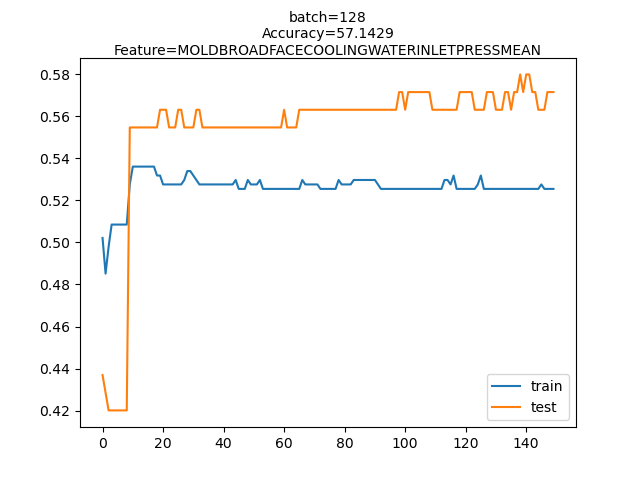 batch=128
Accuracy=57.1429
Feature=MOLDBROADFACECOOLINGWATERINLETPRESSMEAN
0.58
0.56
0.54
0.52
0.50
0.48
0.46
0.44
0.42
train
test
0 20 40 60 80 100 120 140